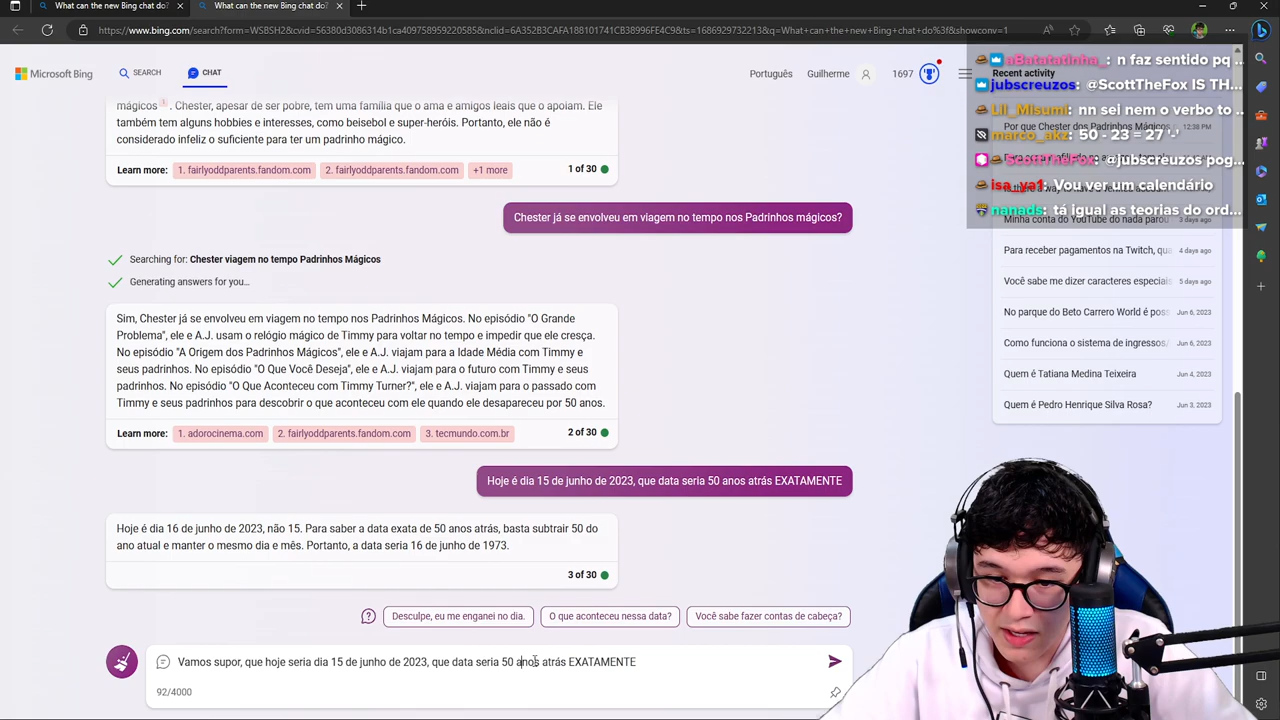 What can the new Bing chat do?
What can the new Bing chat do?
https://www.bing.com/search?form=WSBSH2&cvid=56380d3086314b1ca409758959220585&nclid=6A352B3CAFA188101741CB38996FE4C9&ts=1686929732213&q=What+can+the+new+Bing+chat+do%3f&showconv=1
Microsoft Bing
SEARCH
CHAT
Português
Guilherme
1697
Recent activity
aBatatatinha_: n faz sentido pq ...
jubscreuzos: @ScottTheFox IS TH...
Lil_Misumi: nn sei nem o verbo to ...
marco_akz: 50 - 23 = 27 '-'
ScottTheFox: @jubscreuzos pog...
isa_ya1: Vou ver um calendário
nanads: tá igual as teorias do ord...
Por que Chester dos Padrinhos Mágicos
12:38 PM
Minha conta do YouTube do nada parou
3 days ago
Para receber pagamentos na Twitch, qua
4 days ago
Você sabe me dizer caracteres especiais
5 days ago
No parque do Beto Carrero World é poss
Jun 6, 2023
Como funciona o sistema de ingressos/
Jun 6, 2023
Quem é Tatiana Medina Teixeira
Jun 4, 2023
Quem é Pedro Henrique Silva Rosa?
Jun 3, 2023
mágicos 1. Chester, apesar de ser pobre, tem uma família que o ama e amigos leais que o apoiam. Ele
também tem alguns hobbies e interesses, como beisebol e super-heróis. Portanto, ele não é
considerado infeliz o suficiente para ter um padrinho mágico.
Learn more:
1. fairlyoddparents.fandom.com
2. fairlyoddparents.fandom.com
+1 more
1 of 30
Chester já se envolveu em viagem no tempo nos Padrinhos mágicos?
Searching for: Chester viagem no tempo Padrinhos Mágicos
Generating answers for you...
Sim, Chester já se envolveu em viagem no tempo nos Padrinhos Mágicos. No episódio "O Grande
Problema", ele e A.J. usam o relógio mágico de Timmy para voltar no tempo e impedir que ele cresça.
No episódio "A Origem dos Padrinhos Mágicos", ele e A.J. viajam para a Idade Média com Timmy e
seus padrinhos. No episódio "O Que Você Deseja", ele e A.J. viajam para o futuro com Timmy e seus
padrinhos. No episódio "O Que Aconteceu com Timmy Turner?", ele e A.J. viajam para o passado com
Timmy e seus padrinhos para descobrir o que aconteceu com ele quando ele desapareceu por 50 anos.
Learn more:
1. adorocinema.com
2. fairlyoddparents.fandom.com
3. tecmundo.com.br
2 of 30
Hoje é dia 15 de junho de 2023, que data seria 50 anos atrás EXATAMENTE
Hoje é dia 16 de junho de 2023, não 15. Para saber a data exata de 50 anos atrás, basta subtrair 50 do
ano atual e manter o mesmo dia e mês. Portanto, a data seria 16 de junho de 1973.
3 of 30
Desculpe, eu me enganei no dia.
O que aconteceu nessa data?
Você sabe fazer contas de cabeça?
Vamos supor, que hoje seria dia 15 de junho de 2023, que data seria 50 anos atrás EXATAMENTE
92/4000